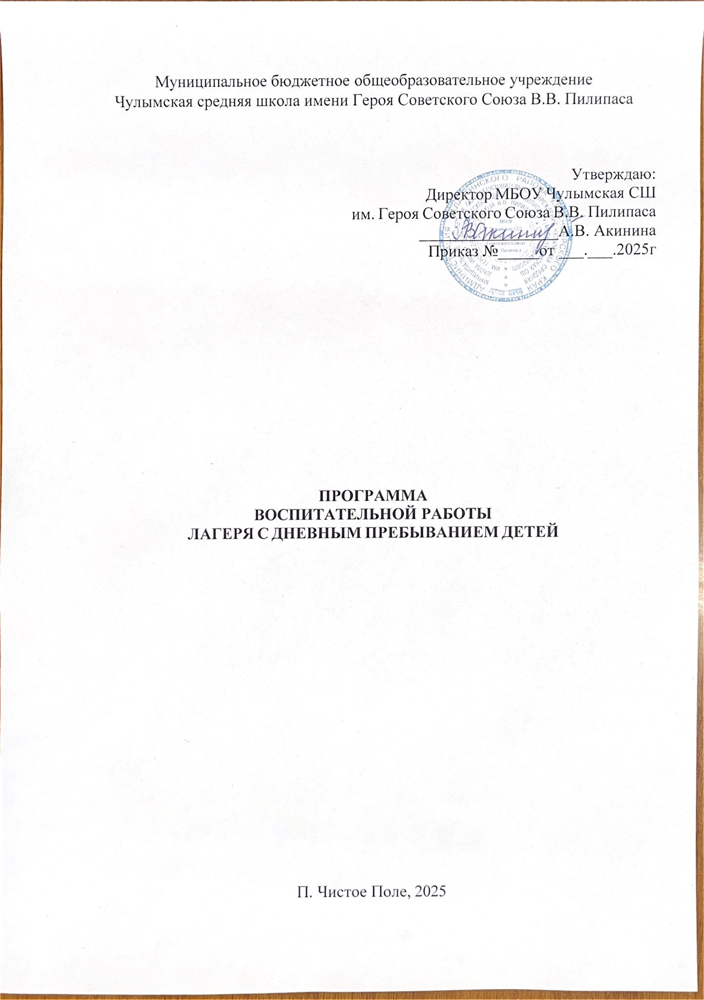 Муниципальное бюджетное общеобразовательное учреждение
Чулымская средняя школа имени Героя Советского Союза В.В. Пилипаса
Утверждаю:
Директор МБОУ Чулымская СШ
им. Героя Советского Союза В.В. Пилипаса
_________________А.В. Акинина
Приказ №_____от ___.___.2025г
ПРОГРАММА
ВОСПИТАТЕЛЬНОЙ РАБОТЫ
ЛАГЕРЯ С ДНЕВНЫМ ПРЕБЫВАНИЕМ ДЕТЕЙ
П. Чистое Поле, 2025